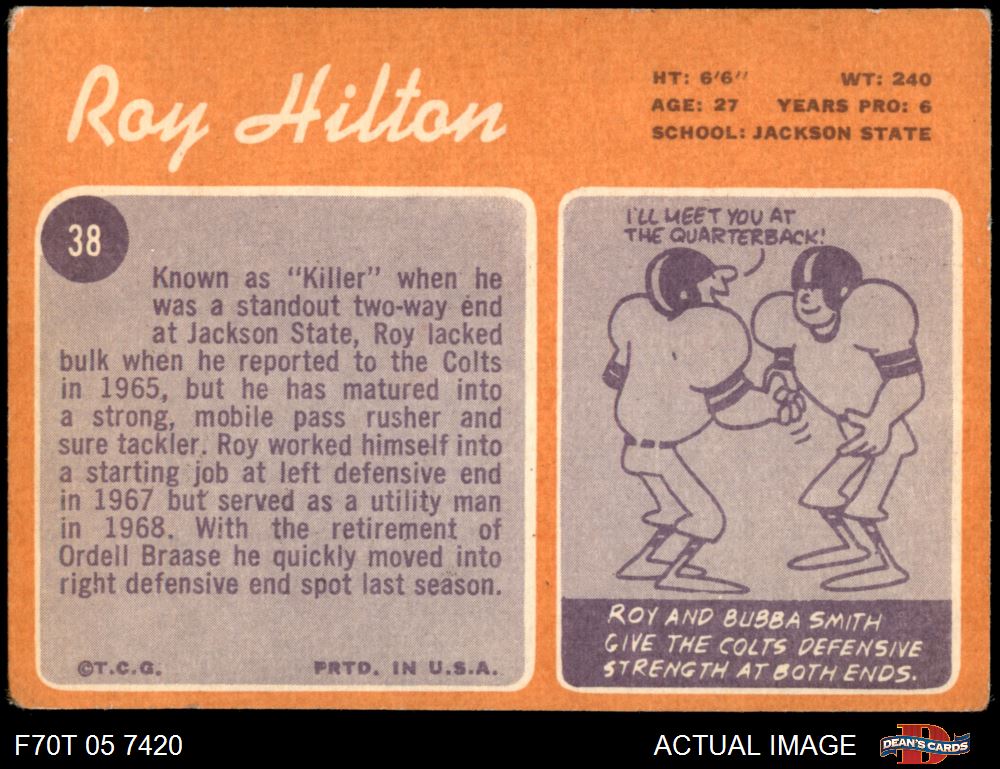 Roy Hilton
HT: 6'6" WT: 240
AGE: 27 YEARS PRO: 6
SCHOOL: JACKSON STATE
38
Known as "Killer" when he
was a standout two-way end
at Jackson State, Roy lacked
bulk when he reported to the Colts
in 1965, but he has matured into
a strong, mobile pass rusher and
sure tackler. Roy worked himself into
a starting job at left defensive end
in 1967 but served as a utility man
in 1968. With the retirement of
Ordell Braase he quickly moved into
right defensive end spot last season.
©T.C.G. PRTD. IN U.S.A.
I'LL MEET YOU AT
THE QUARTERBACK!
ROY AND BUBBA SMITH
GIVE THE COLTS DEFENSIVE
STRENGTH AT BOTH ENDS.
F70T 05 7420
ACTUAL IMAGE
D
DEAN'S CARDS